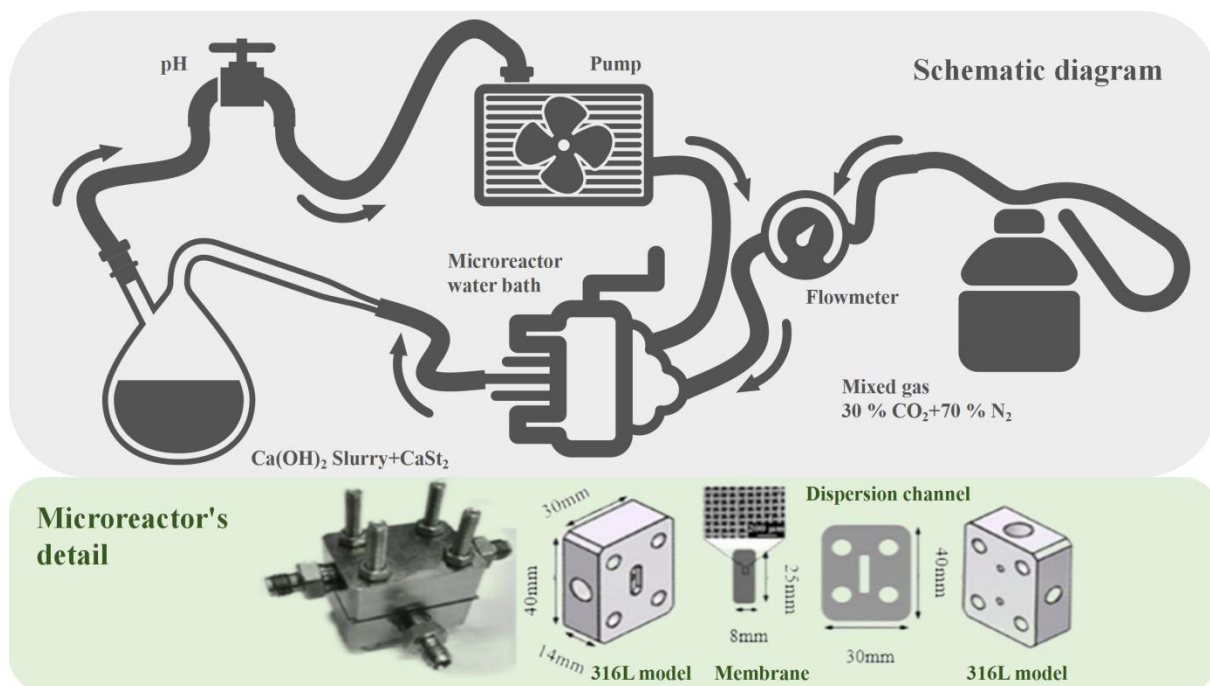 pH
Pump
Schematic diagram
Microreactor
water bath
Flowmeter
Mixed gas
30 % CO₂+70 % N₂
Ca(OH)₂ Slurry+CaSt₂
Microreactor's
detail
Dispersion channel
30mm
40mm
14mm
25mm
8mm
40mm
30mm
316L model
Membrane
316L model